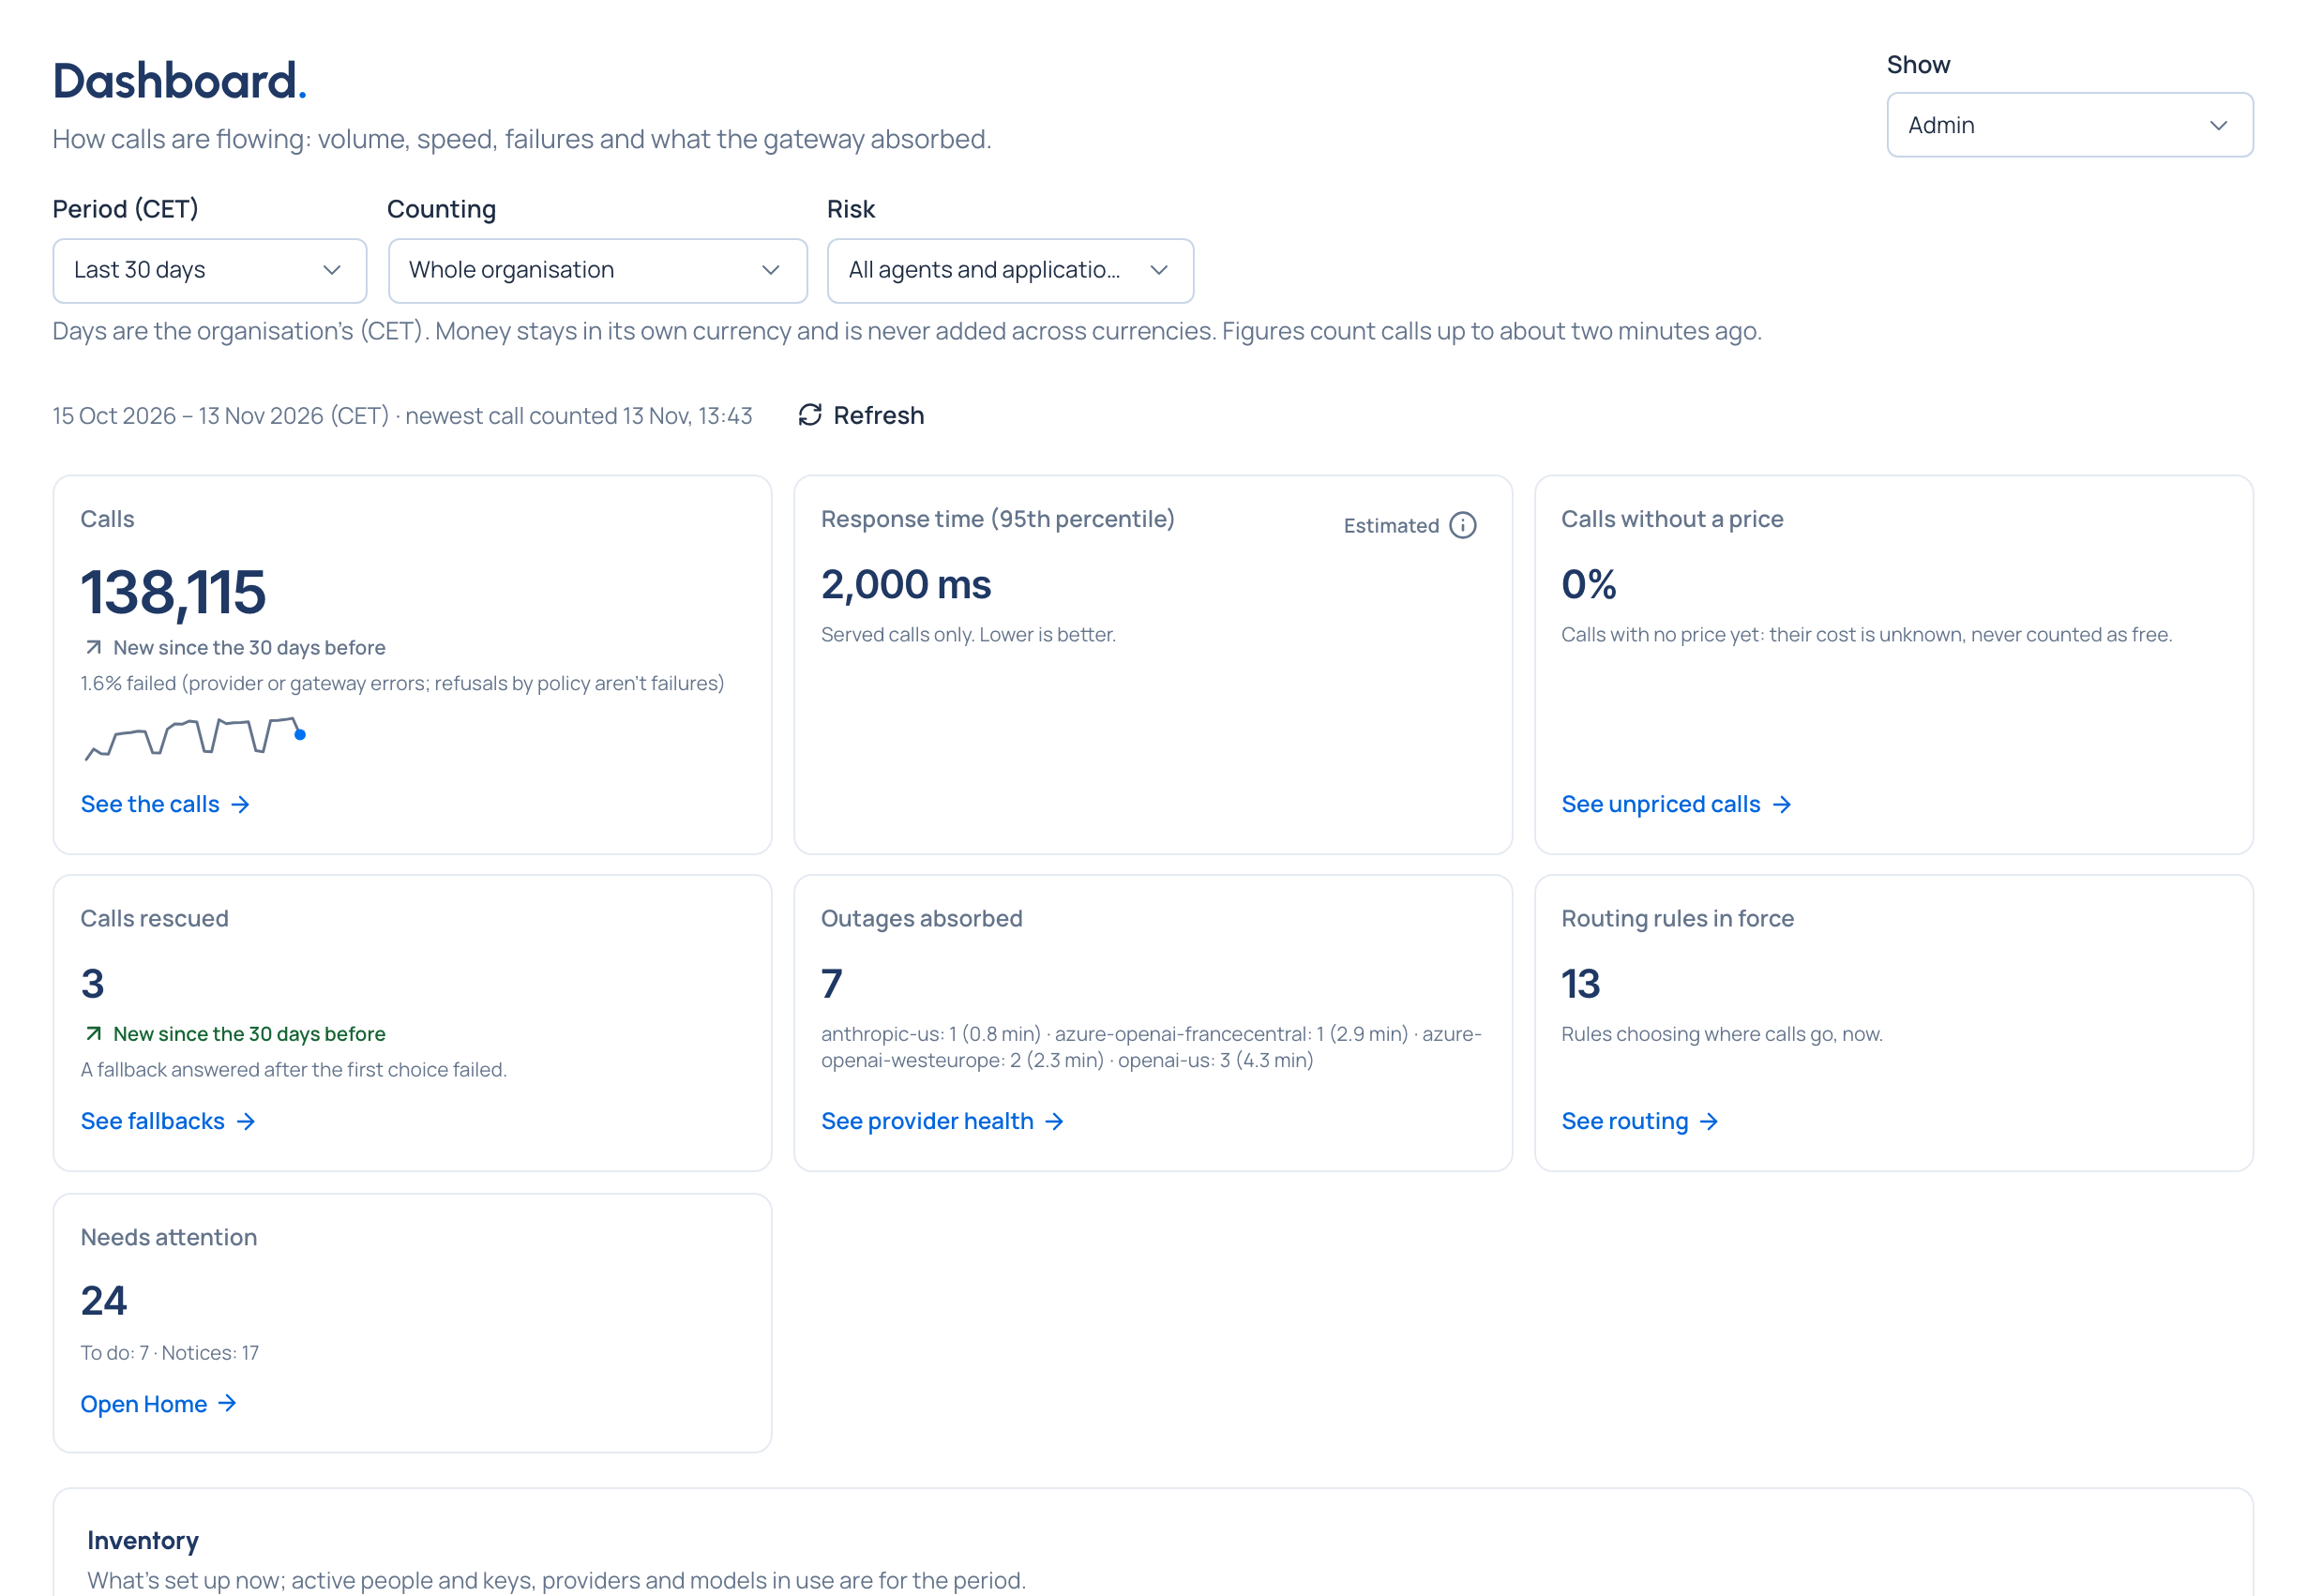 Dashboard.
How calls are flowing: volume, speed, failures and what the gateway absorbed.
Show
Admin
Period (CET)
Last 30 days
Counting
Whole organisation
Risk
All agents and applicatio...
Days are the organisation's (CET). Money stays in its own currency and is never added across currencies. Figures count calls up to about two minutes ago.
15 Oct 2026 – 13 Nov 2026 (CET) · newest call counted 13 Nov, 13:43
Refresh
Calls
138,115
New since the 30 days before
1.6% failed (provider or gateway errors; refusals by policy aren't failures)
See the calls
Response time (95th percentile)
Estimated
2,000 ms
Served calls only. Lower is better.
Calls without a price
0%
Calls with no price yet: their cost is unknown, never counted as free.
See unpriced calls
Calls rescued
3
New since the 30 days before
A fallback answered after the first choice failed.
See fallbacks
Outages absorbed
7
anthropic-us: 1 (0.8 min) · azure-openai-francecentral: 1 (2.9 min) · azure-
openai-westeurope: 2 (2.3 min) · openai-us: 3 (4.3 min)
See provider health
Routing rules in force
13
Rules choosing where calls go, now.
See routing
Needs attention
24
To do: 7 · Notices: 17
Open Home
Inventory
What's set up now; active people and keys, providers and models in use are for the period.